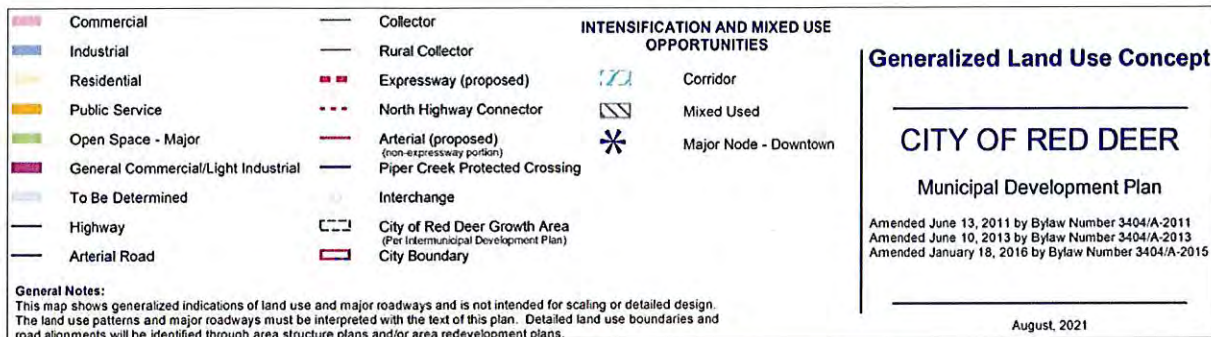 Commercial
Industrial
Residential
Public Service
Open Space - Major
General Commercial/Light Industrial
To Be Determined
Highway
Arterial Road
Collector
Rural Collector
Expressway (proposed)
North Highway Connector
Arterial (proposed)
(non-expressway portion)
Piper Creek Protected Crossing
Interchange
City of Red Deer Growth Area
(Per Intermunicipal Development Plan)
City Boundary
INTENSIFICATION AND MIXED USE
OPPORTUNITIES
Corridor
Mixed Used
Major Node - Downtown
General Notes:
This map shows generalized indications of land use and major roadways and is not intended for scaling or detailed design.
The land use patterns and major roadways must be interpreted with the text of this plan. Detailed land use boundaries and
road alignments will be identified through area structure plans and/or area redevelopment plans.
Generalized Land Use Concept
CITY OF RED DEER
Municipal Development Plan
Amended June 13, 2011 by Bylaw Number 3404/A-2011
Amended June 10, 2013 by Bylaw Number 3404/A-2013
Amended January 18, 2016 by Bylaw Number 3404/A-2015
August, 2021